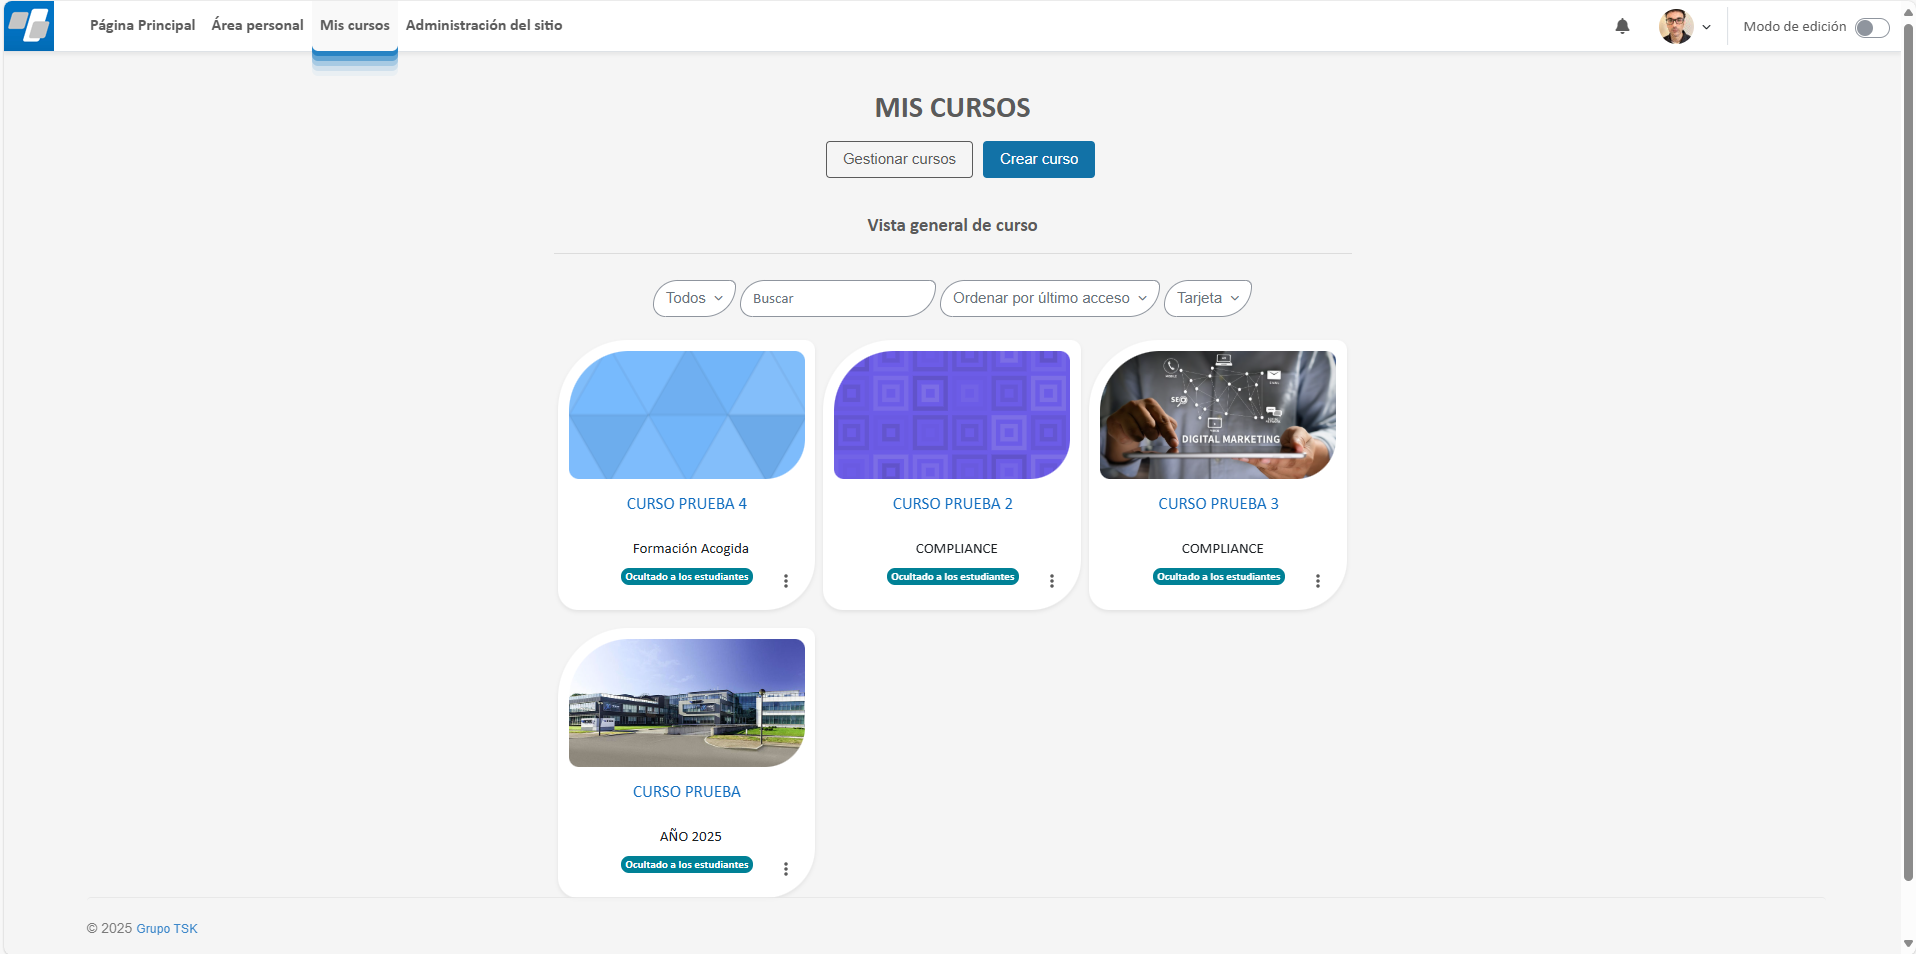 Página Principal Área personal Mis cursos Administración del sitio Modo de edición
MIS CURSOS
Gestionar cursos Crear curso
Vista general de curso
Todos Buscar Ordenar por último acceso Tarjeta
SEO
DIGITAL MARKETING
CURSO PRUEBA 4 CURSO PRUEBA 2 CURSO PRUEBA 3
Formación Acogida COMPLIANCE COMPLIANCE
Ocultado a los estudiantes Ocultado a los estudiantes Ocultado a los estudiantes
CURSO PRUEBA
AÑO 2025
Ocultado a los estudiantes
© 2025 Grupo TSK